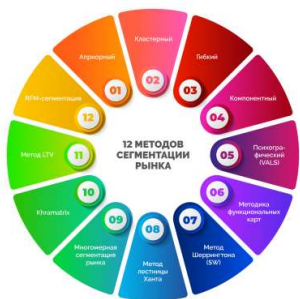 12 МЕТОДОВ
СЕГМЕНТАЦИИ
РЫНКА
Априорный
01
Кластерный
02
Гибкий
03
Компонентный
04
Психогра-
фический
(VALS)
05
Методика
функциональных
карт
06
Метод
Шеррингтона
(5W)
07
Метод
лестницы
Ханта
08
Многомерная
сегментация
рынка
09
Khramatrix
10
Метод LTV
11
RFM-сегментация
12